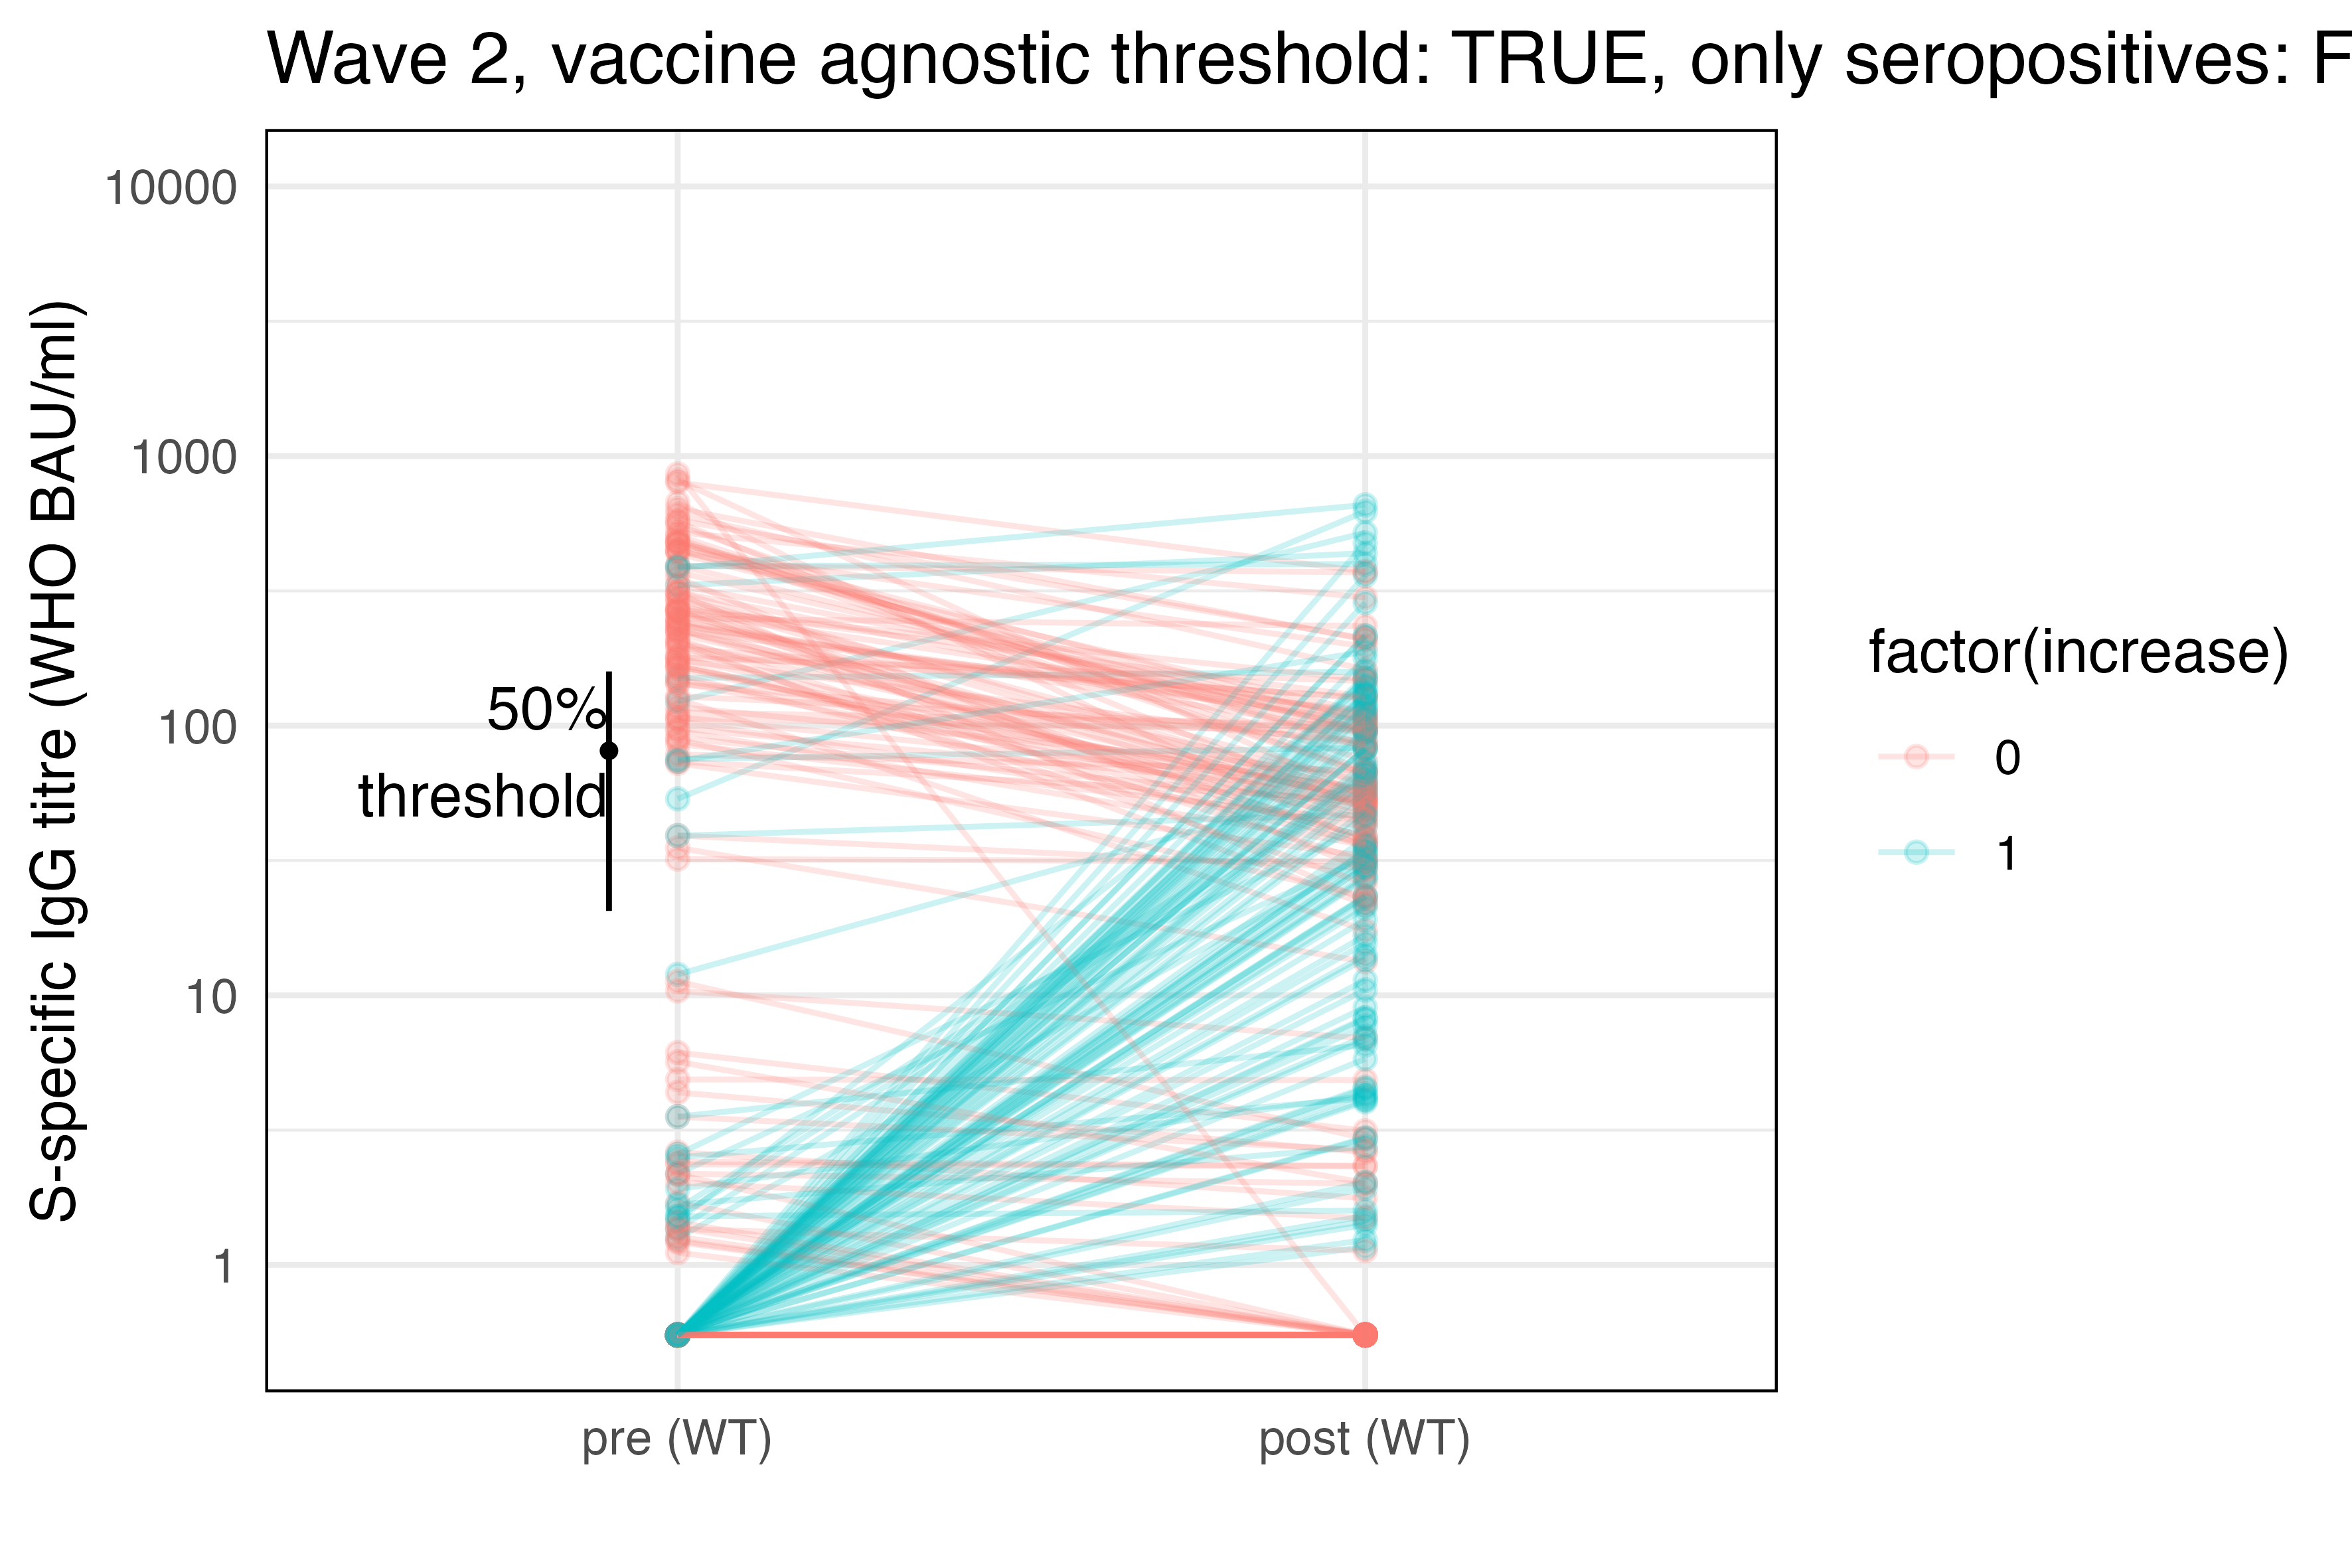 Wave 2, vaccine agnostic threshold: TRUE, only seropositives: F
S-specific IgG titre (WHO BAU/ml)
10000
1000
100
10
1
50%
threshold
pre (WT)
post (WT)
factor(increase)
0
1